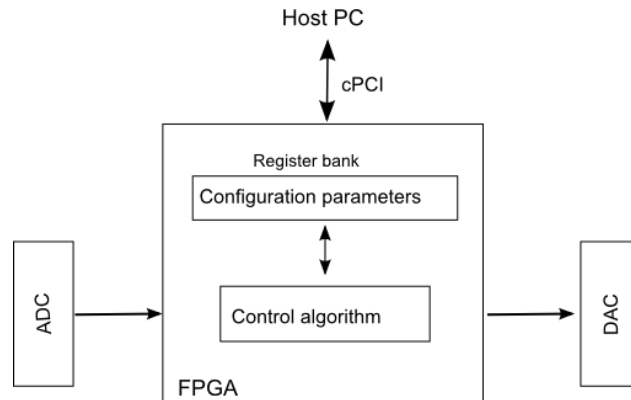 Host PC
cPCI
Register bank
Configuration parameters
ADC
Control algorithm
DAC
FPGA